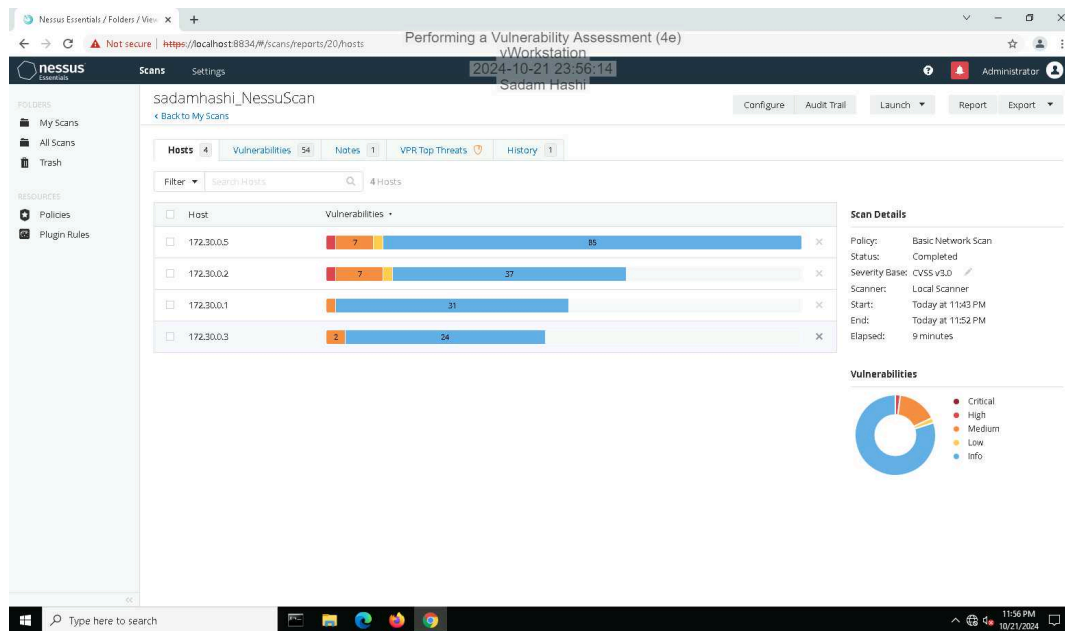 Nessus Essentials / Folders / View
Not secure | https://localhost:8834/#/scans/reports/20/hosts
Performing a Vulnerability Assessment (4e)
vWorkstation
2024-10-21 23:56:14
Sadam Hashi
nessus
Essentials
Scans Settings
Administrator
FOLDERS
My Scans
All Scans
Trash
RESOURCES
Policies
Plugin Rules
sadamhashi_NessuScan
< Back to My Scans
Configure Audit Trail Launch Report Export
Hosts 4 Vulnerabilities 54 Notes 1 VPR Top Threats History 1
Filter Search Hosts 4 Hosts
Host Vulnerabilities
172.30.0.5 7 85
172.30.0.2 7 37
172.30.0.1 31
172.30.0.3 2 24
Scan Details
Policy: Basic Network Scan
Status: Completed
Severity Base: CVSS v3.0
Scanner: Local Scanner
Start: Today at 11:43 PM
End: Today at 11:52 PM
Elapsed: 9 minutes
Vulnerabilities
Critical
High
Medium
Low
Info
Type here to search
11:56 PM
10/21/2024